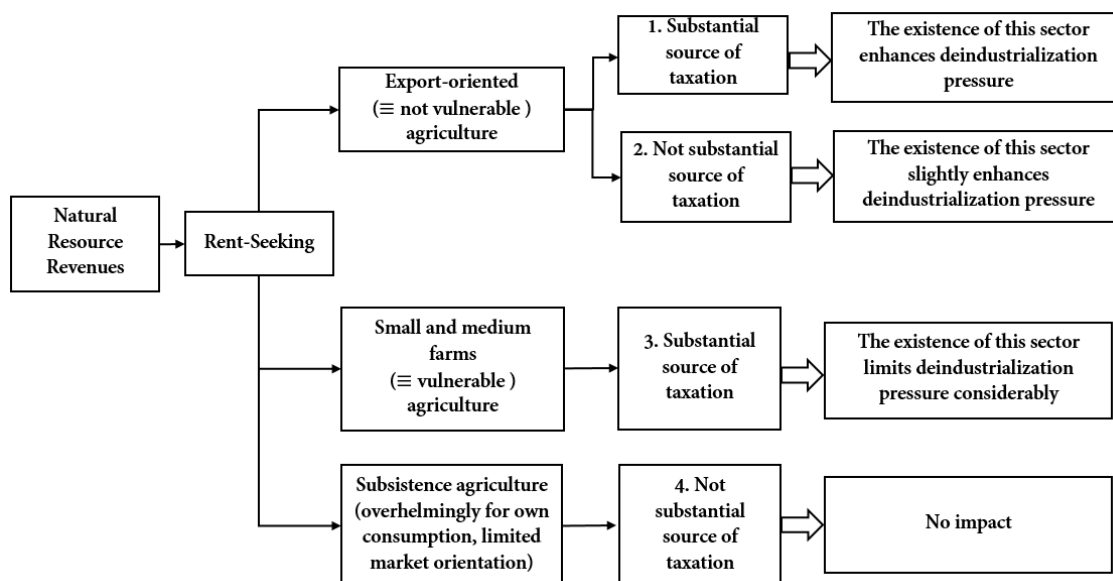 Natural
Resource
Revenues
Rent-Seeking
Export-oriented
(≡ not vulnerable )
agriculture
1. Substantial
source of
taxation
The existence of this sector
enhances deindustrialization
pressure
2. Not substantial
source of
taxation
The existence of this sector
slightly enhances
deindustrialization pressure
Small and medium
farms
(≡ vulnerable )
agriculture
3. Substantial
source of
taxation
The existence of this sector
limits deindustrialization
pressure considerably
Subsistence agriculture
(overhelmingly for own
consumption, limited
market orientation)
4. Not
substantial
source of
taxation
No impact